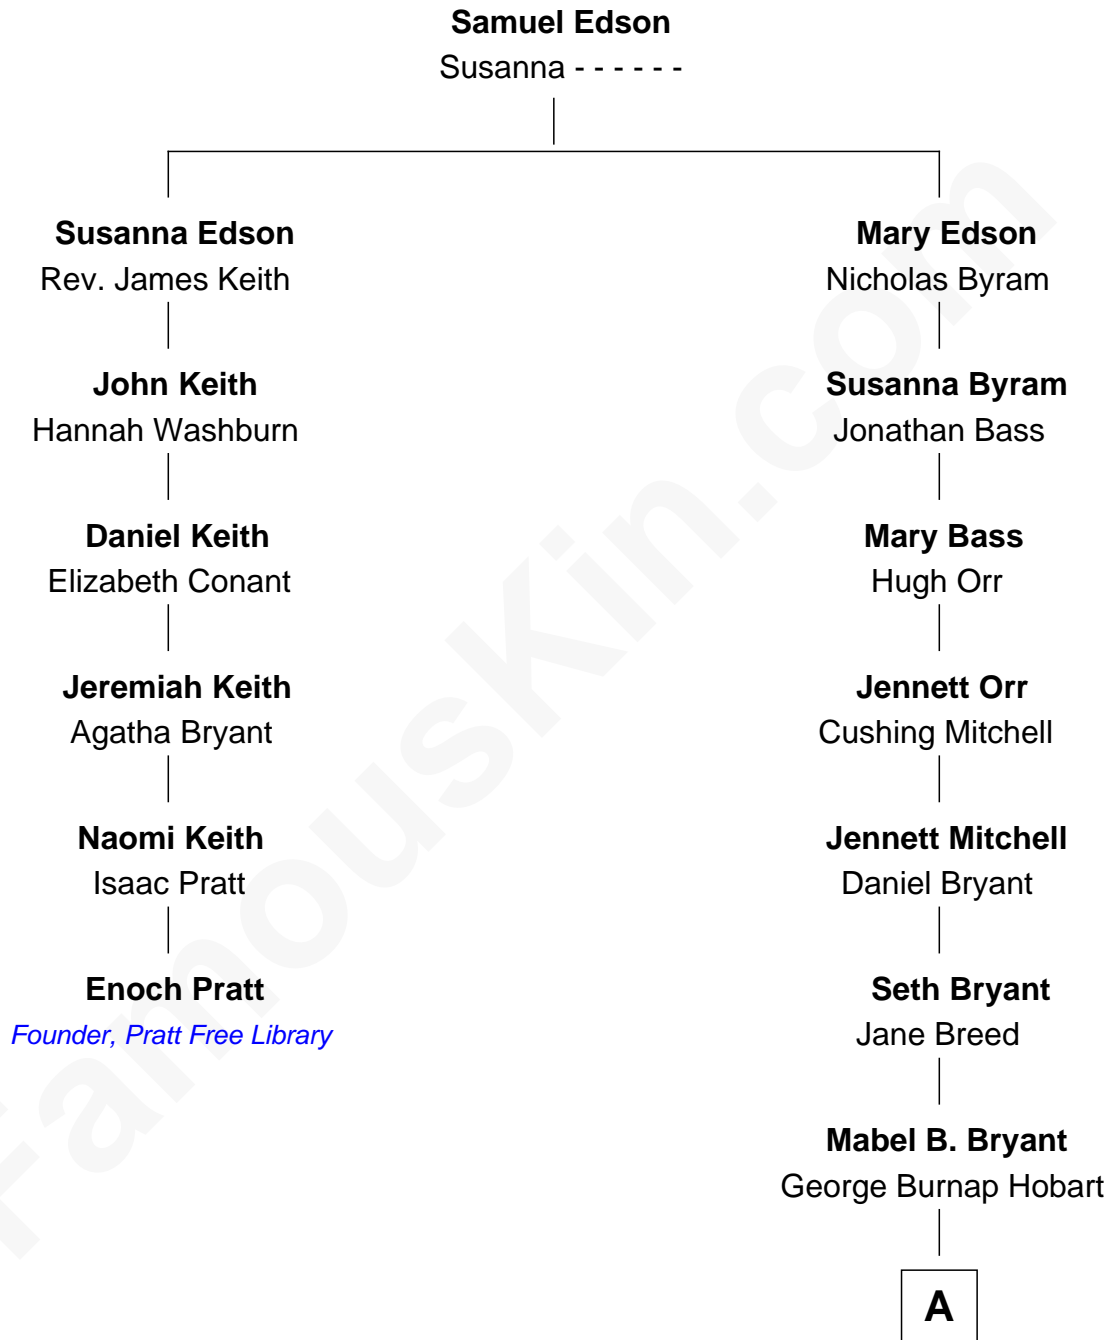 Samuel Edson
Susanna - - - - - -
Susanna Edson
Rev. James Keith
John Keith
Hannah Washburn
Daniel Keith
Elizabeth Conant
Jeremiah Keith
Agatha Bryant
Naomi Keith
Isaac Pratt
Enoch Pratt
Founder, Pratt Free Library
Mary Edson
Nicholas Byram
Susanna Byram
Jonathan Bass
Mary Bass
Hugh Orr
Jennett Orr
Cushing Mitchell
Jennett Mitchell
Daniel Bryant
Seth Bryant
Jane Breed
Mabel B. Bryant
George Burnap Hobart
A
FamousKin.com